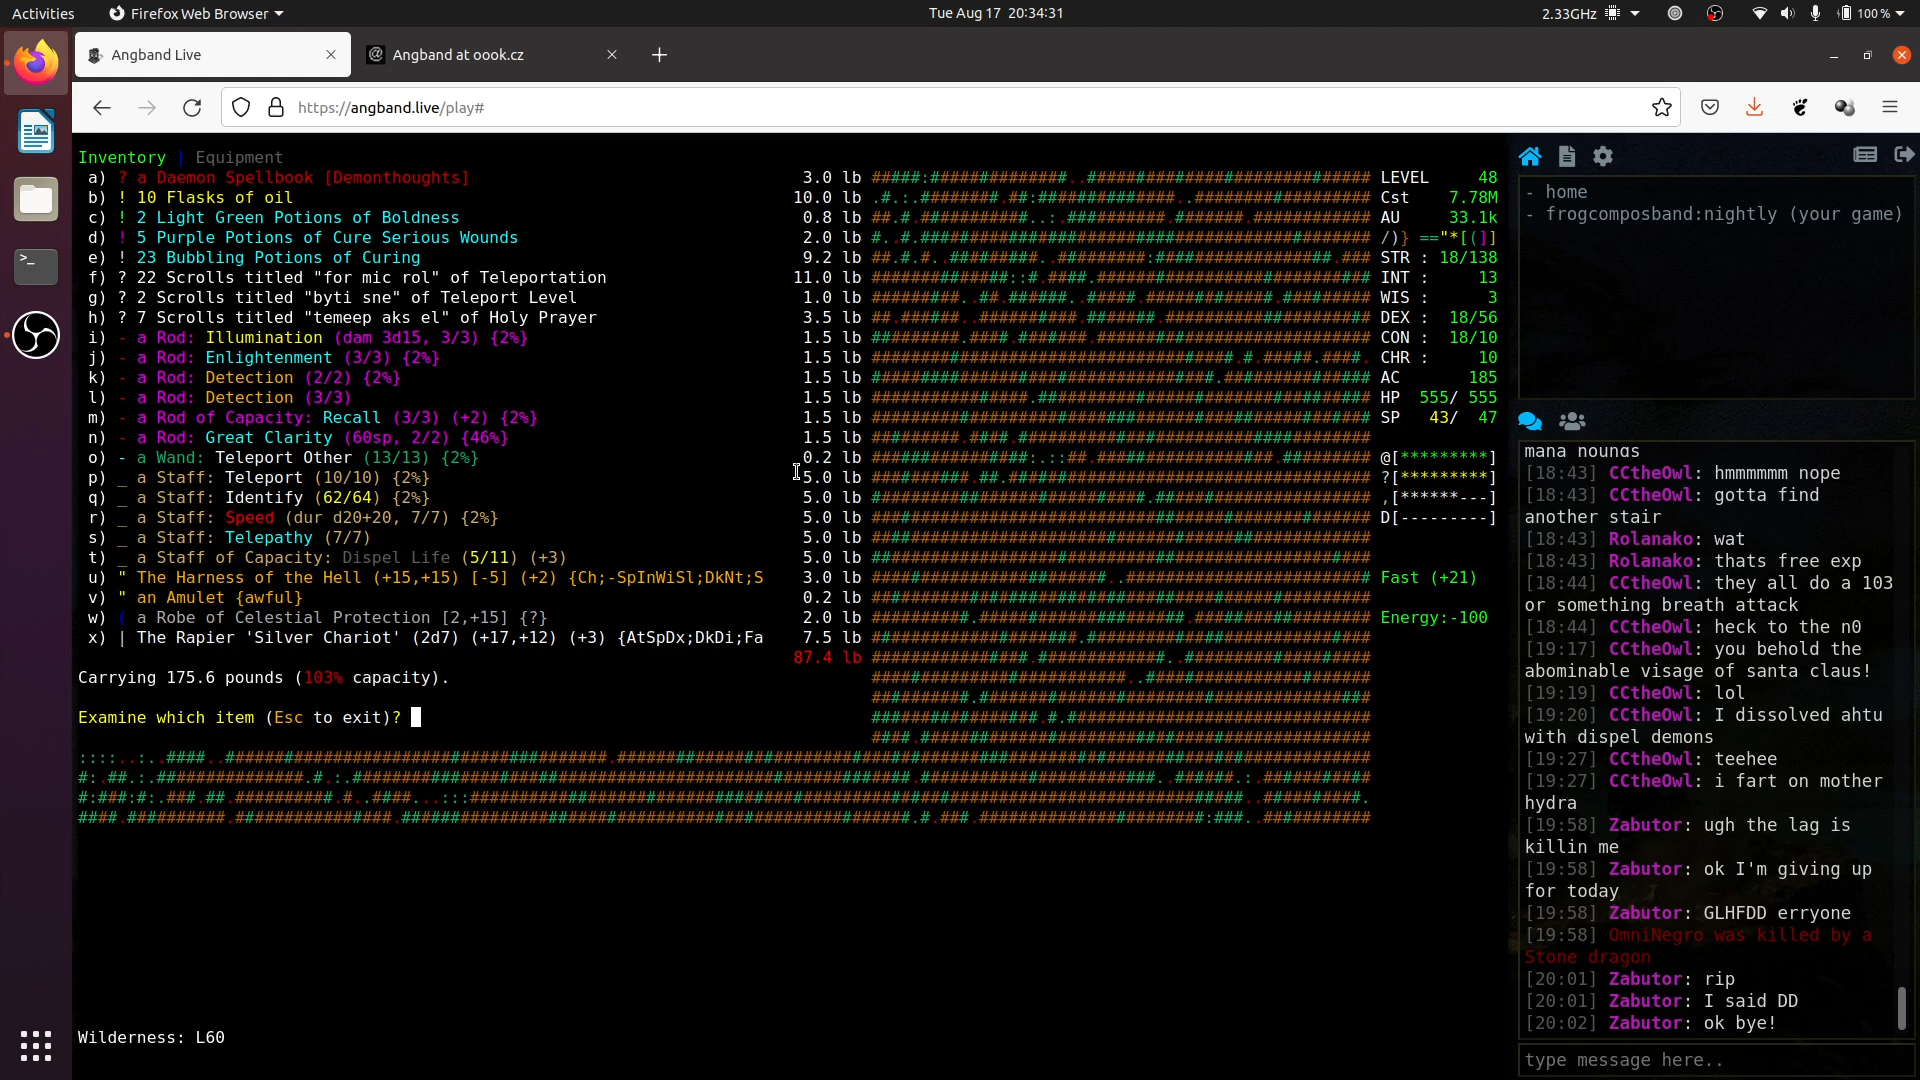 Activities Firefox Web Browser Tue Aug 17 20:34:31 2.33GHz 100 %
Angband Live Angband at oook.cz
https://angband.live/play#
Inventory | Equipment
a) ? a Daemon Spellbook [Demonthoughts] 3.0 lb
b) ! 10 Flasks of oil 10.0 lb
c) ! 2 Light Green Potions of Boldness 0.8 lb
d) ! 5 Purple Potions of Cure Serious Wounds 2.0 lb
e) ! 23 Bubbling Potions of Curing 9.2 lb
f) ? 22 Scrolls titled "for mic rol" of Teleportation 11.0 lb
g) ? 2 Scrolls titled "byti sne" of Teleport Level 1.0 lb
h) ? 7 Scrolls titled "temeep aks el" of Holy Prayer 3.5 lb
i) - a Rod: Illumination (dam 3d15, 3/3) {2%} 1.5 lb
j) - a Rod: Enlightenment (3/3) {2%} 1.5 lb
k) - a Rod: Detection (2/2) {2%} 1.5 lb
l) - a Rod: Detection (3/3) 1.5 lb
m) - a Rod of Capacity: Recall (3/3) (+2) {2%} 1.5 lb
n) - a Rod: Great Clarity (60sp, 2/2) {46%} 1.5 lb
o) - a Wand: Teleport Other (13/13) {2%} 0.2 lb
p) _ a Staff: Teleport (10/10) {2%} 5.0 lb
q) _ a Staff: Identify (62/64) {2%} 5.0 lb
r) _ a Staff: Speed (dur d20+20, 7/7) {2%} 5.0 lb
s) _ a Staff: Telepathy (7/7) 5.0 lb
t) _ a Staff of Capacity: Dispel Life (5/11) (+3) 5.0 lb
u) " The Harness of the Hell (+15,+15) [-5] (+2) {Ch;-SpInWiSl;DkNt;S 3.0 lb
v) " an Amulet {awful} 0.2 lb
w) ( a Robe of Celestial Protection [2,+15] {?} 2.0 lb
x) | The Rapier 'Silver Chariot' (2d7) (+17,+12) (+3) {AtSpDx;DkDi;Fa 7.5 lb
87.4 lb
Carrying 175.6 pounds (103% capacity).
Examine which item (Esc to exit)?
Wilderness: L60
LEVEL 48
Cst 7.78M
AU 33.1k
/)} =="*[(]]
STR : 18/138
INT : 13
WIS : 3
DEX : 18/56
CON : 18/10
CHR : 10
AC 185
HP 555/ 555
SP 43/ 47
@[*********]
?[*********]
,[******---]
D[---------]
Fast (+21)
Energy:-100
- home
- frogcomposband:nightly (your game)
mana hounds
[18:43] CCtheOwl: hmmmmmm nope
[18:43] CCtheOwl: gotta find
another stair
[18:43] Rolanako: wat
[18:43] Rolanako: thats free exp
[18:44] CCtheOwl: they all do a 103
or something breath attack
[18:44] CCtheOwl: heck to the n0
[19:17] CCtheOwl: you behold the
abominable visage of santa claus!
[19:19] CCtheOwl: lol
[19:20] CCtheOwl: I dissolved ahtu
with dispel demons
[19:27] CCtheOwl: teehee
[19:27] CCtheOwl: i fart on mother
hydra
[19:58] Zabutor: ugh the lag is
killin me
[19:58] Zabutor: ok I'm giving up
for today
[19:58] Zabutor: GLHFDD erryone
[19:58] OmniNegro was killed by a
Stone dragon
[20:01] Zabutor: rip
[20:01] Zabutor: I said DD
[20:02] Zabutor: ok bye!
type message here..